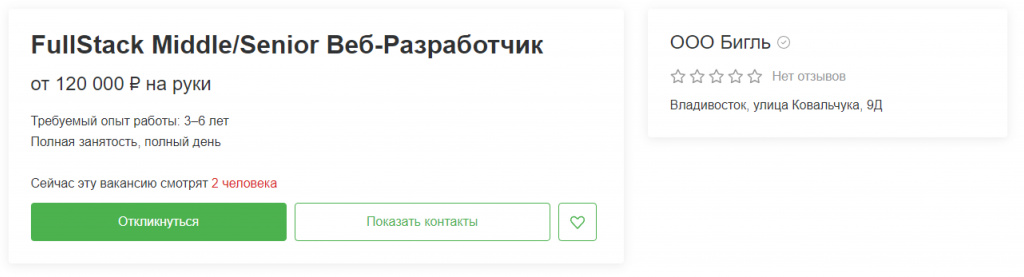 FullStack Middle/Senior Веб-Разработчик
от 120 000 ₽ на руки
Требуемый опыт работы: 3–6 лет
Полная занятость, полный день
Сейчас эту вакансию смотрят 2 человека
Откликнуться
Показать контакты
ООО Бигль
Нет отзывов
Владивосток, улица Ковальчука, 9Д